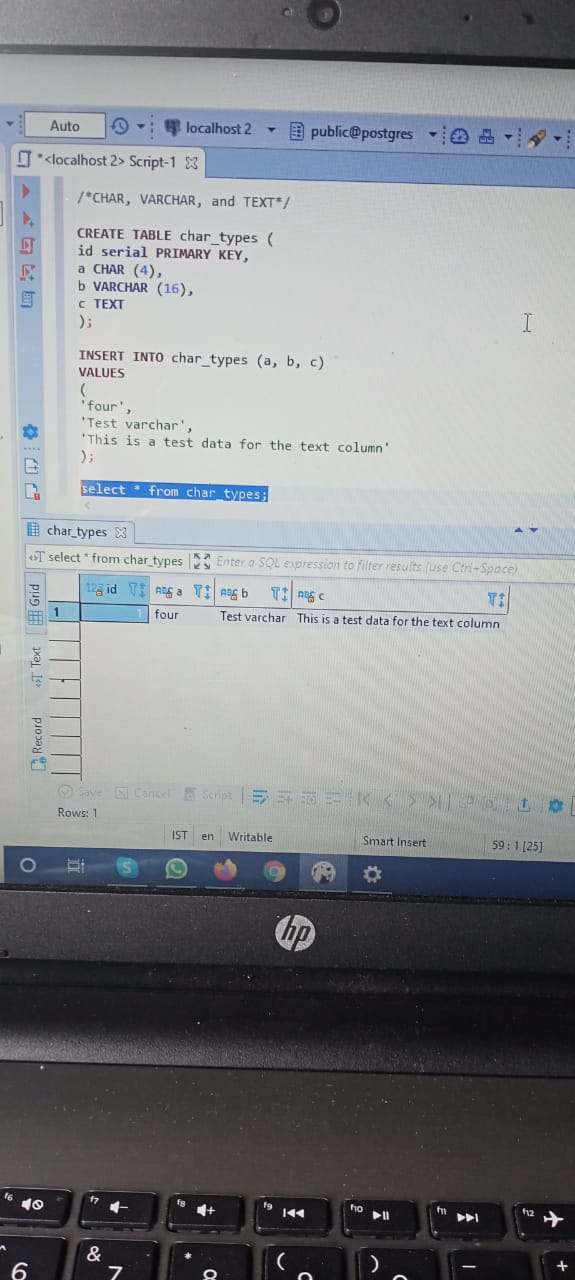 Auto
localhost 2
public@postgres
*<localhost 2> Script-1
/*CHAR, VARCHAR, and TEXT*/
CREATE TABLE char_types (
id serial PRIMARY KEY,
a CHAR (4),
b VARCHAR (16),
c TEXT
);
INSERT INTO char_types (a, b, c)
VALUES
(
'four',
'Test varchar',
'This is a test data for the text column'
);
select * from char_types;
char_types
select * from char_types
Enter a SQL expression to filter results (use Ctrl+Space)
Grid
Text
Record
123 id
ABC a
ABC b
ABC c
1
1
four
Test varchar
This is a test data for the text column
Save
Cancel
Script
Rows: 1
IST
en
Writable
Smart Insert
59 : 1 [25]
hp
f6
f7
f8
f9
f10
f11
f12
6
&
7
*
8
(
)
+